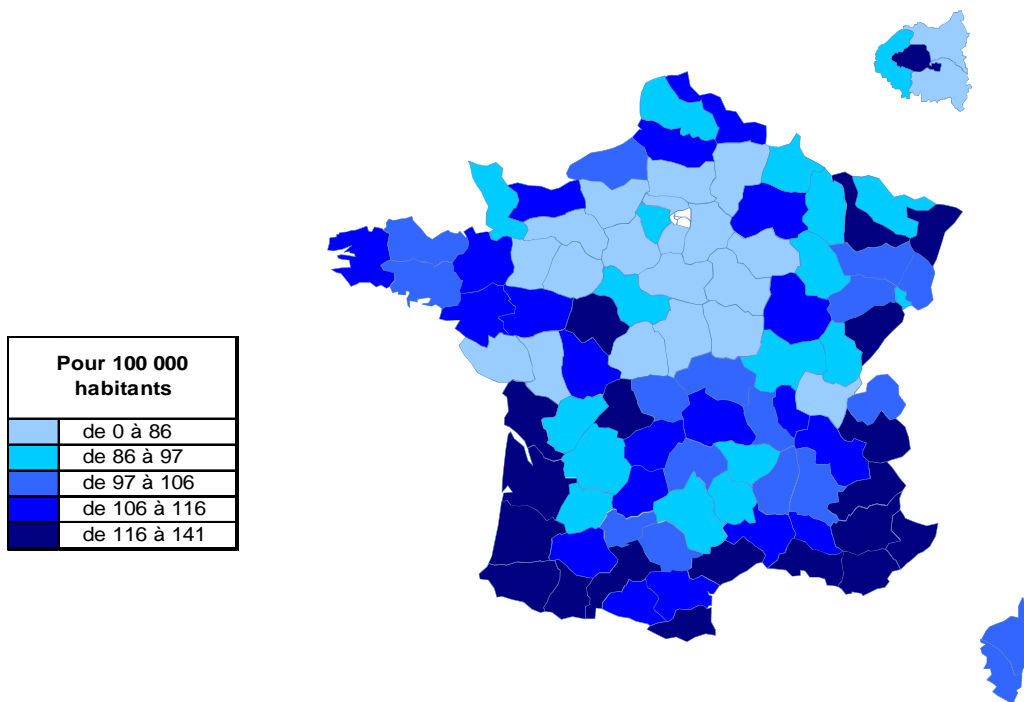 Pour 100 000
habitants
de 0 à 86
de 86 à 97
de 97 à 106
de 106 à 116
de 116 à 141